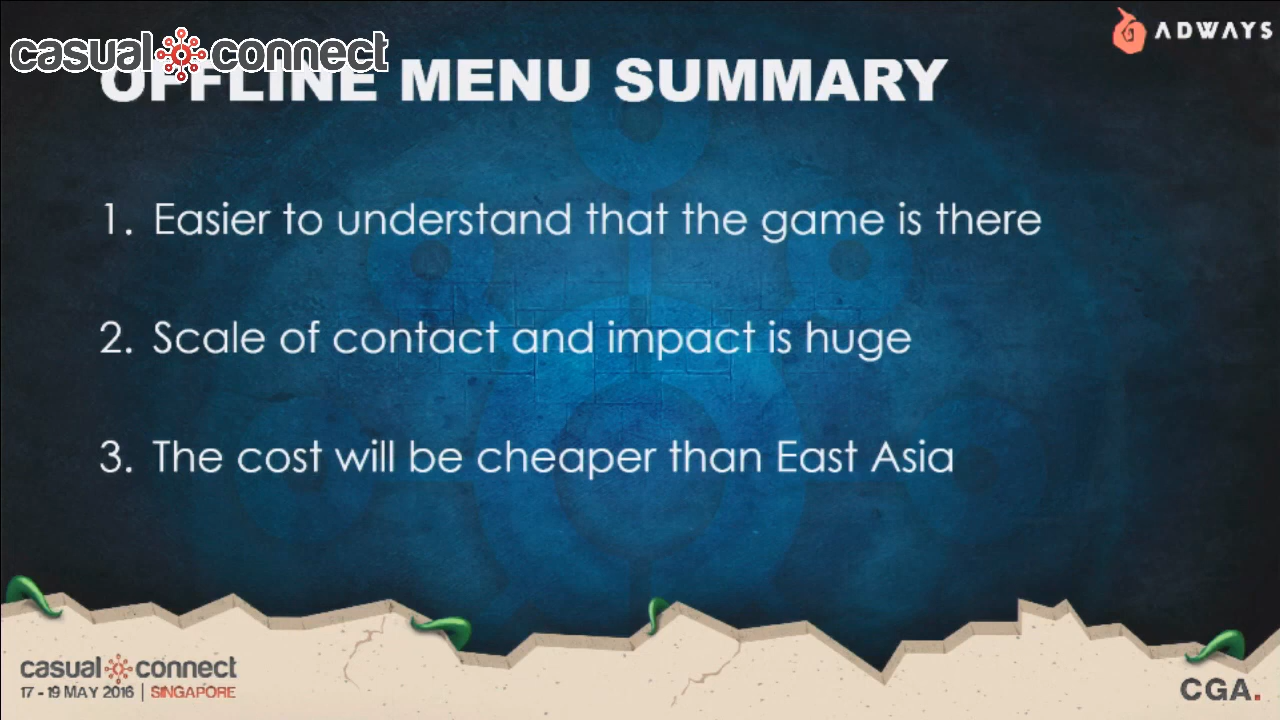 casual connect
ADWAYS
OFFLINE MENU SUMMARY
1. Easier to understand that the game is there
2. Scale of contact and impact is huge
3. The cost will be cheaper than East Asia
casual connect
17 - 19 MAY 2016 | SINGAPORE
CGA.